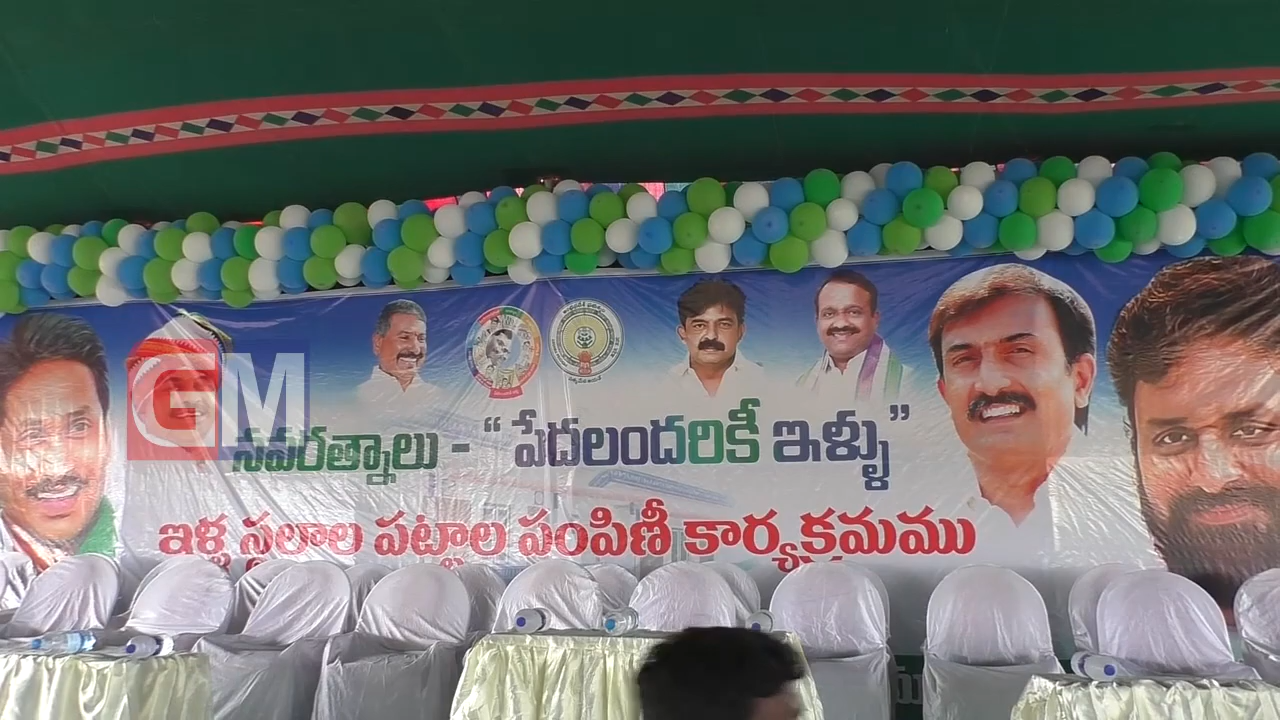 GM
నవరత్నాలు - “పేదలందరికీ ఇళ్ళు”
ఇళ్ళ స్థలాల పట్టాల పంపిణీ కార్యక్రమము